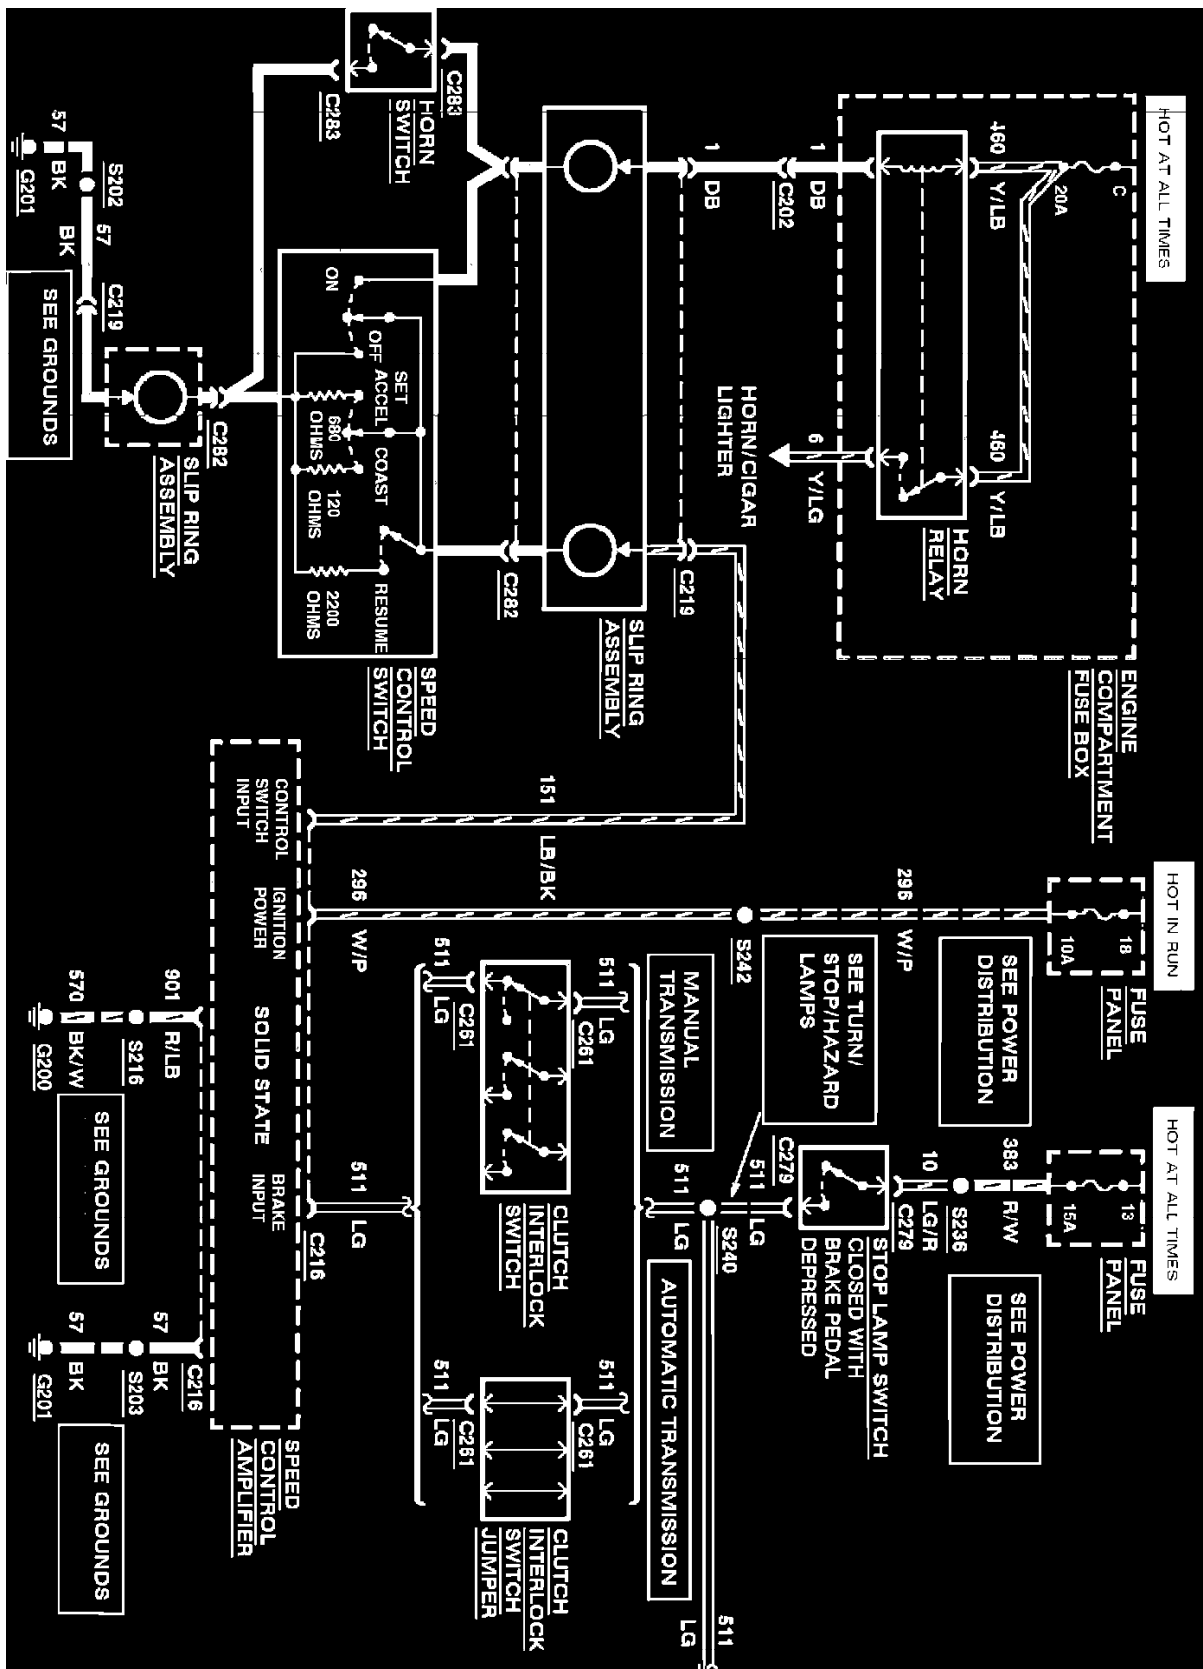 HOT AT ALL TIMES
C
20A
460
Y/LB
460
Y/LB
ENGINE
COMPARTMENT
FUSE BOX
HORN
RELAY
1
DB
C202
1
DB
6
Y/LG
HORN/CIGAR
LIGHTER
C219
SLIP RING
ASSEMBLY
C282
C283
HORN
SWITCH
C283
ON
OFF
SET
ACCEL
COAST
RESUME
680
OHMS
120
OHMS
2200
OHMS
SPEED
CONTROL
SWITCH
C282
SLIP RING
ASSEMBLY
57
BK
G201
S202
57
BK
C219
SEE GROUNDS
HOT IN RUN
18
10A
FUSE
PANEL
296
W/P
SEE POWER
DISTRIBUTION
S242
151
LB/BK
296
W/P
HOT AT ALL TIMES
13
15A
FUSE
PANEL
383
R/W
S236
SEE POWER
DISTRIBUTION
10
LG/R
C279
STOP LAMP SWITCH
CLOSED WITH
BRAKE PEDAL
DEPRESSED
C279
SEE TURN/
STOP/HAZARD
LAMPS
511
LG
S240
511
LG
511
LG
MANUAL
TRANSMISSION
AUTOMATIC TRANSMISSION
511
LG
C261
511
LG
C261
CLUTCH
INTERLOCK
SWITCH
511
LG
C261
511
LG
C261
CLUTCH
INTERLOCK
SWITCH
JUMPER
511
LG
C216
CONTROL
SWITCH
INPUT
IGNITION
POWER
SOLID STATE
BRAKE
INPUT
SPEED
CONTROL
AMPLIFIER
901
R/LB
S216
570
BK/W
G200
SEE GROUNDS
C216
57
BK
S203
57
BK
G201
SEE GROUNDS